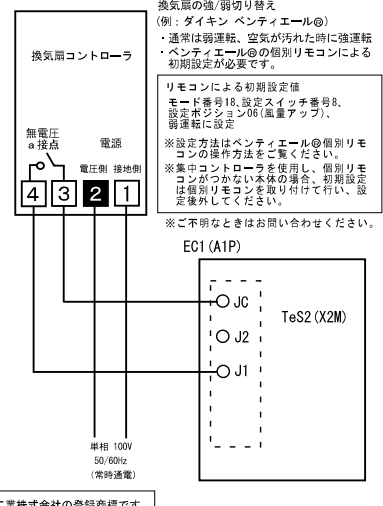 換気扇の強/弱切り替え
(例：ダイキン ベンティエール®)
・通常は弱運転、空気が汚れた時に強運転
・ベンティエール®の個別リモコンによる
初期設定が必要です。
リモコンによる初期設定値
モード番号18、設定スイッチ番号8、
設定ポジション06(風量アップ)、
弱運転に設定
※設定方法はベンティエール®個別リモ
コンの操作方法をご覧ください。
※集中コントローラを使用し、個別リモ
コンがつかない本体の場合、初期設定
は個別リモコンを取り付けて行い、設
定後外してください。
※ご不明なときはお問い合わせください。
換気扇コントローラ
無電圧
a接点
電源
電圧側 接地側
4 3 2 1
EC1(A1P)
JC
TeS2(X2M)
J2
J1
単相 100V
50/60Hz
(常時通電)
工業株式会社の登録商標です